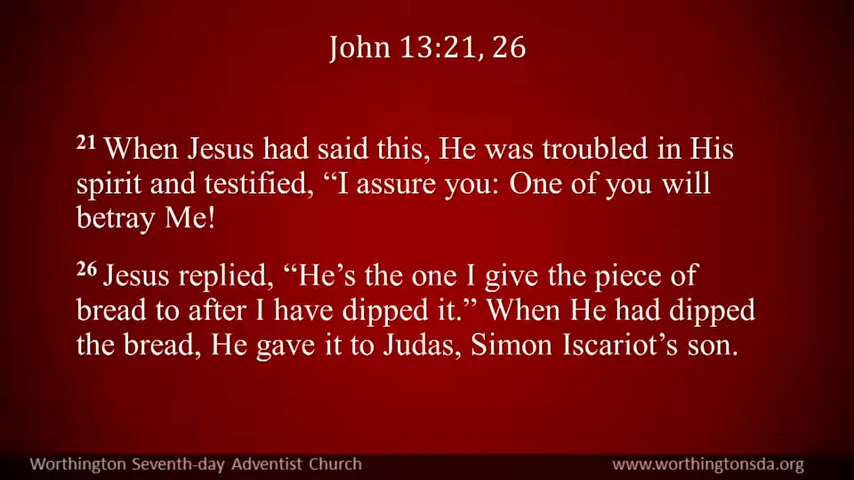 John 13:21, 26
21 When Jesus had said this, He was troubled in His
spirit and testified, “I assure you: One of you will
betray Me!
26 Jesus replied, “He’s the one I give the piece of
bread to after I have dipped it.” When He had dipped
the bread, He gave it to Judas, Simon Iscariot’s son.
Worthington Seventh-day Adventist Church
www.worthingtonsda.org